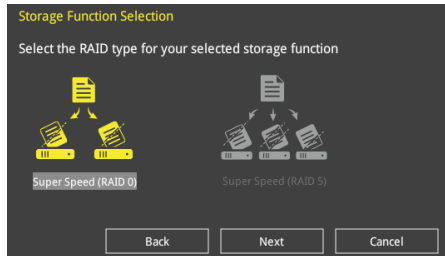 Storage Function Selection
Select the RAID type for your selected storage function
Super Speed (RAID 0)
Super Speed (RAID 5)
Back
Next
Cancel